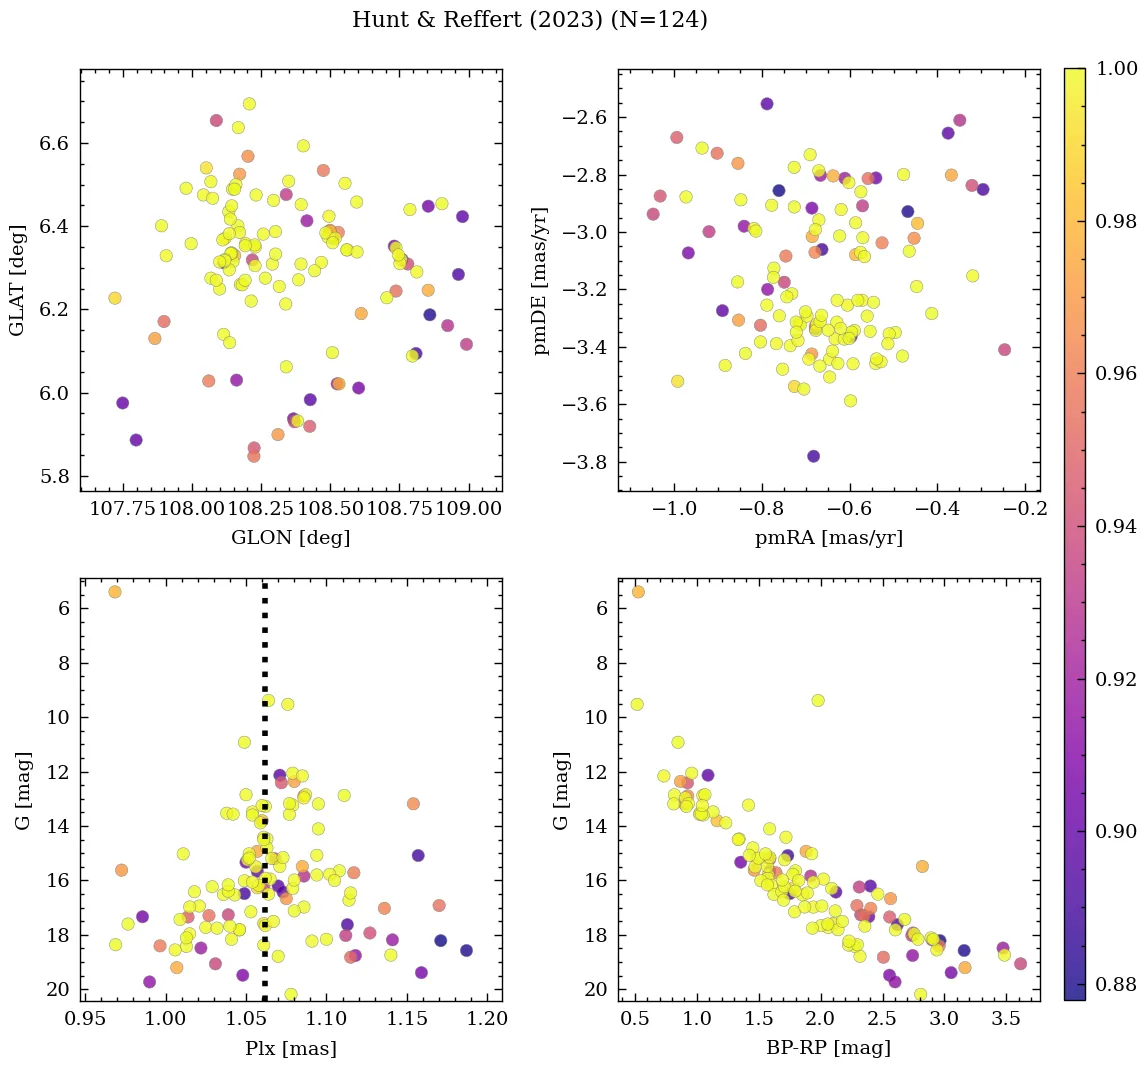 Hunt & Reffert (2023) (N=124)
6.6
6.4
6.2
6.0
5.8
GLAT [deg]
107.75 108.00 108.25 108.50 108.75 109.00
GLON [deg]
−2.6
−2.8
−3.0
−3.2
−3.4
−3.6
−3.8
pmDE [mas/yr]
−1.0 −0.8 −0.6 −0.4 −0.2
pmRA [mas/yr]
1.00
0.98
0.96
0.94
0.92
0.90
0.88
6
8
10
12
14
16
18
20
G [mag]
0.95 1.00 1.05 1.10 1.15 1.20
Plx [mas]
6
8
10
12
14
16
18
20
G [mag]
0.5 1.0 1.5 2.0 2.5 3.0 3.5
BP-RP [mag]